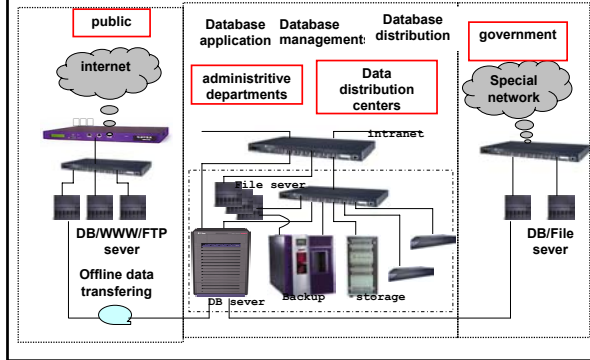 public
Database
application
Database
managements
Database
distribution
government
internet
administritive
departments
Data
distribution
centers
Special
network
intranet
File sever
DB/WWW/FTP
sever
DB/File
sever
Offline data
transfering
DB sever
Backup
storage